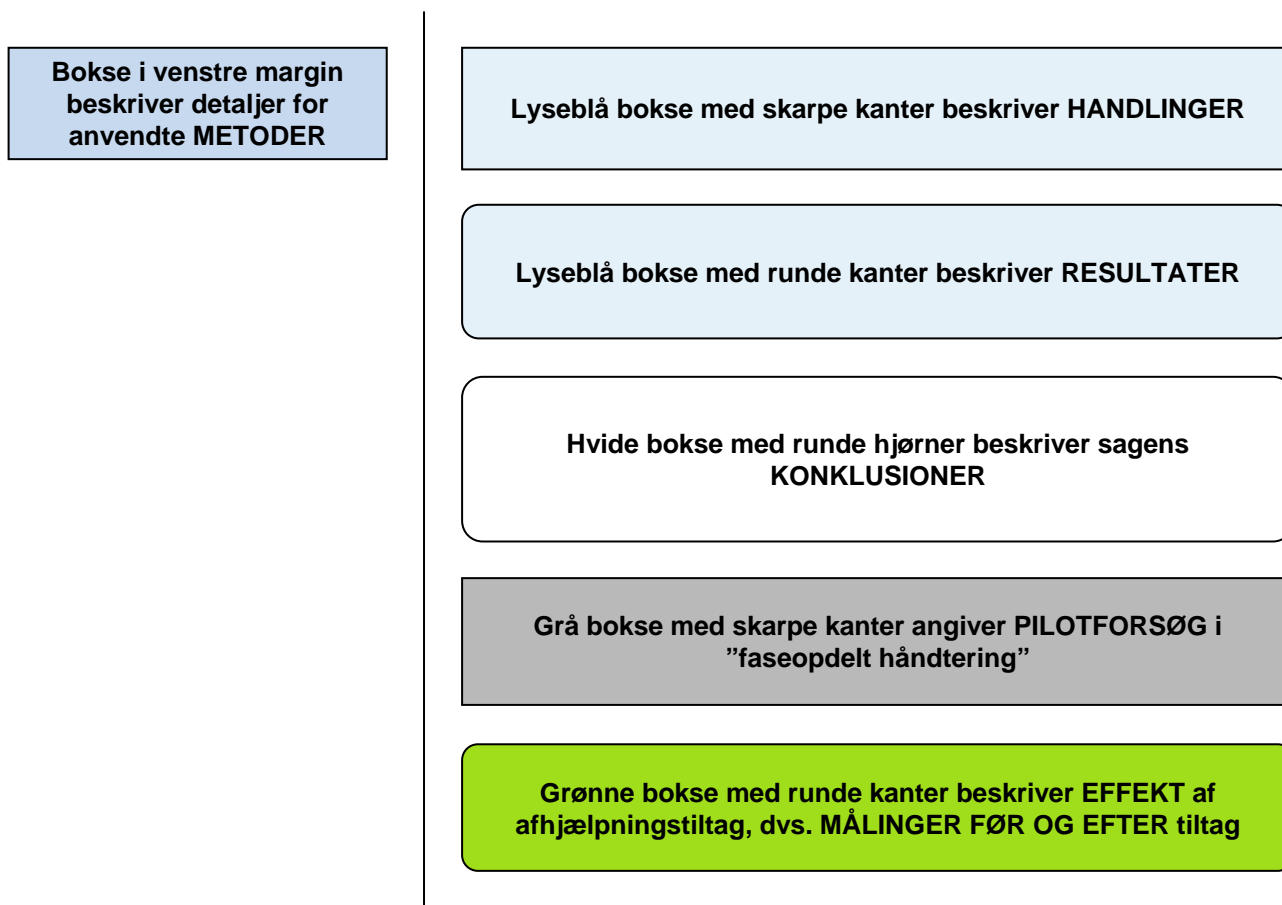 Bokse i venstre margin
beskriver detaljer for
anvendte METODER
Lyseblå bokse med skarpe kanter beskriver HANDLINGER
Lyseblå bokse med runde kanter beskriver RESULTATER
Hvide bokse med runde hjørner beskriver sagens
KONKLUSIONER
Grå bokse med skarpe kanter angiver PILOTFORSØG i
”faseopdelt håndtering”
Grønne bokse med runde kanter beskriver EFFEKT af
afhjælpningstiltag, dvs. MÅLINGER FØR OG EFTER tiltag